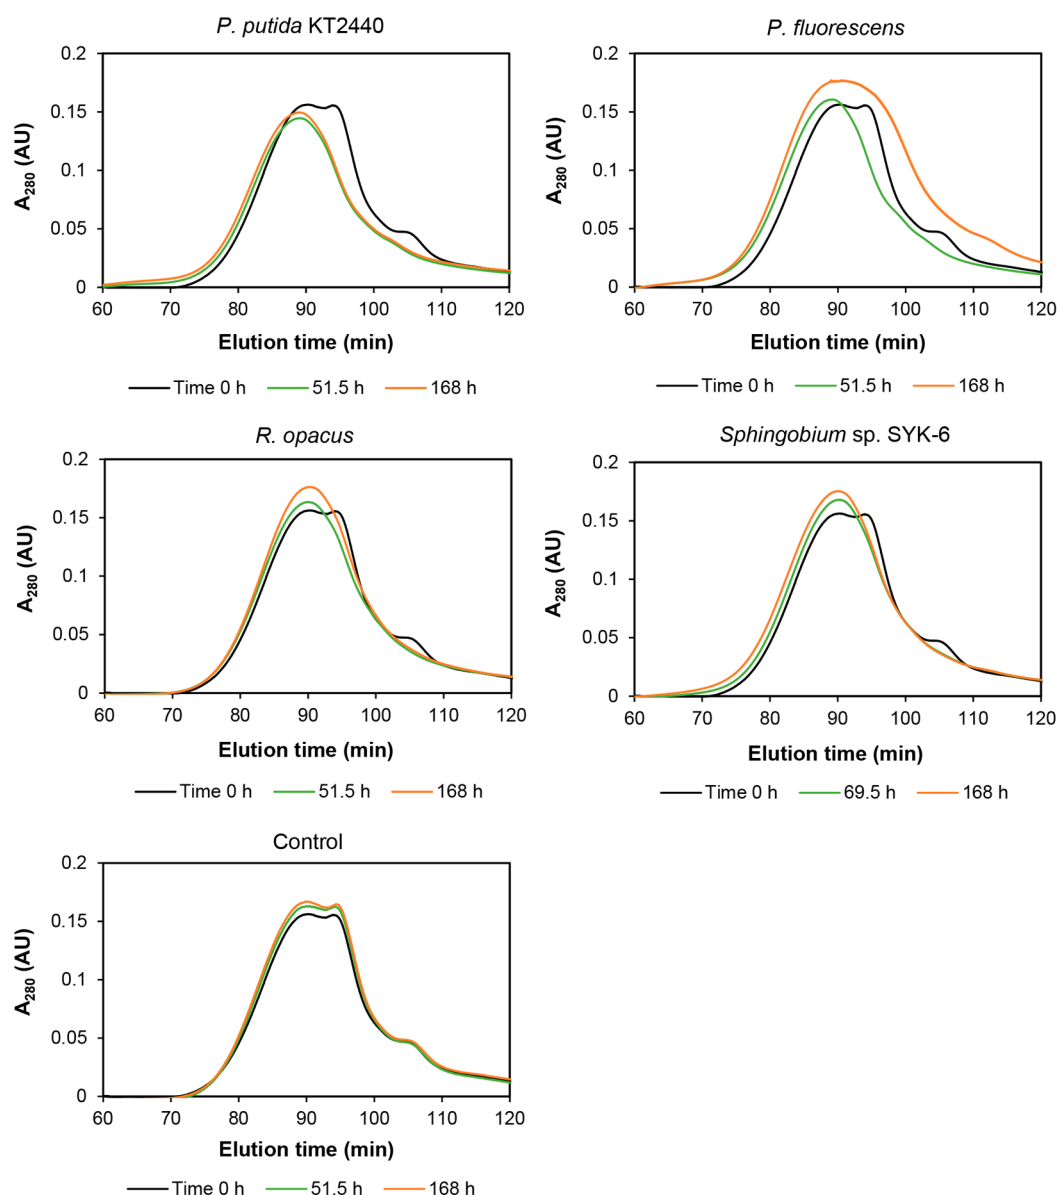 P. putida KT2440
0.2
0.15
0.1
0.05
0
A280 (AU)
60 70 80 90 100 110 120
Elution time (min)
Time 0 h 51.5 h 168 h
P. fluorescens
0.2
0.15
0.1
0.05
0
A280 (AU)
60 70 80 90 100 110 120
Elution time (min)
Time 0 h 51.5 h 168 h
R. opacus
0.2
0.15
0.1
0.05
0
A280 (AU)
60 70 80 90 100 110 120
Elution time (min)
Time 0 h 51.5 h 168 h
Sphingobium sp. SYK-6
0.2
0.15
0.1
0.05
0
A280 (AU)
60 70 80 90 100 110 120
Elution time (min)
Time 0 h 69.5 h 168 h
Control
0.2
0.15
0.1
0.05
0
A280 (AU)
60 70 80 90 100 110 120
Elution time (min)
Time 0 h 51.5 h 168 h